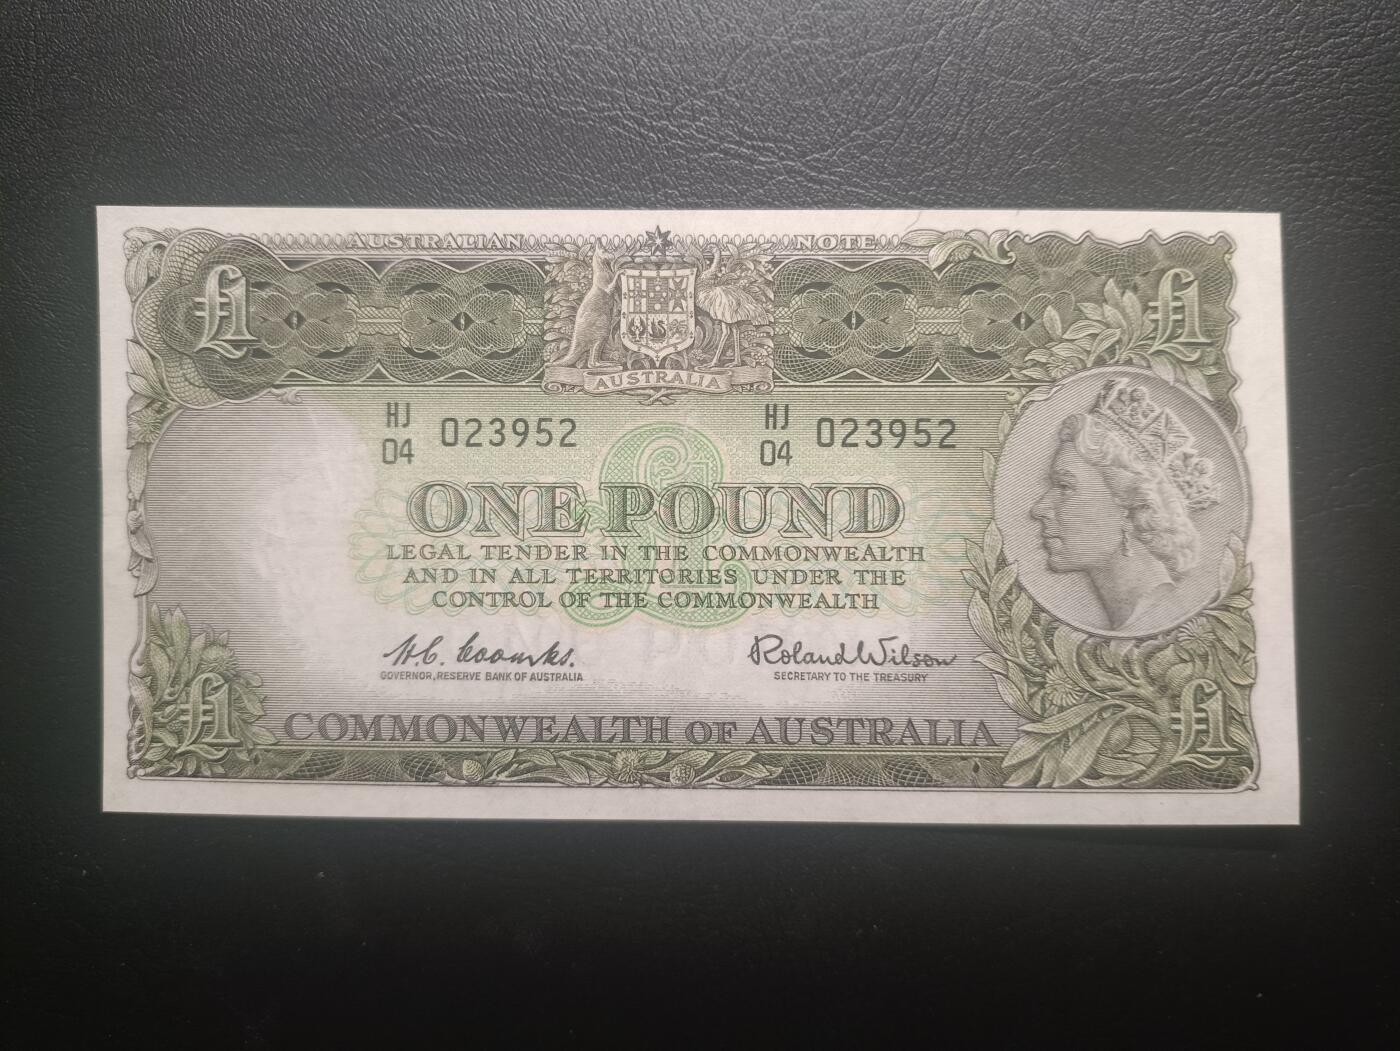 AUSTRALIAN NOTE
£1 £1
AUSTRALIA
HJ 04 023952 HJ 04 023952
£1
ONE POUND
LEGAL TENDER IN THE COMMONWEALTH
AND IN ALL TERRITORIES UNDER THE
CONTROL OF THE COMMONWEALTH
H.C. Coombs. Roland Wilson
GOVERNOR, RESERVE BANK OF AUSTRALIA SECRETARY TO THE TREASURY
£1 £1
COMMONWEALTH OF AUSTRALIA